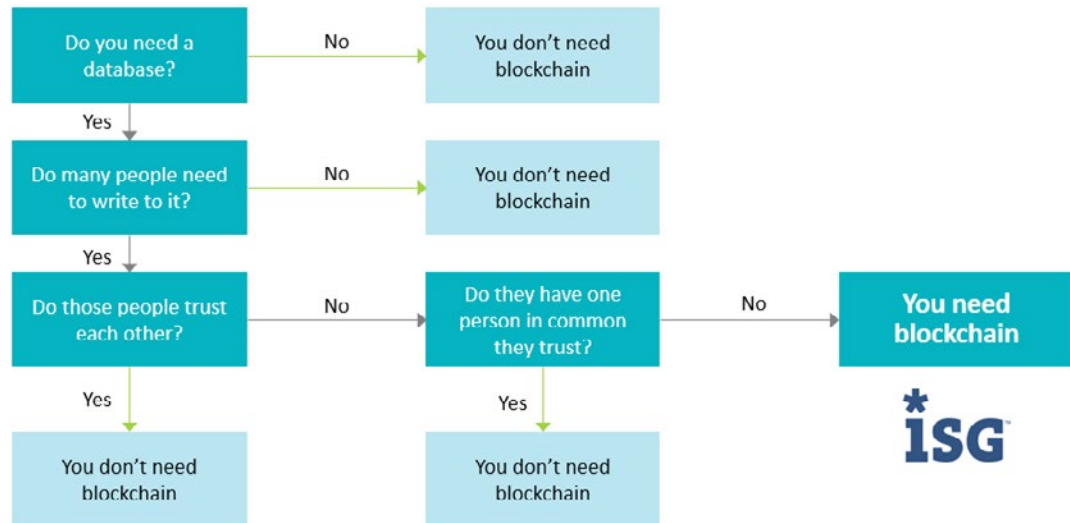 Do you need a
database?
No
You don't need
blockchain
Yes
Do many people need
to write to it?
No
You don't need
blockchain
Yes
Do those people trust
each other?
No
Do they have one
person in common
they trust?
No
You need
blockchain
Yes
Yes
You don't need
blockchain
You don't need
blockchain
*isG™